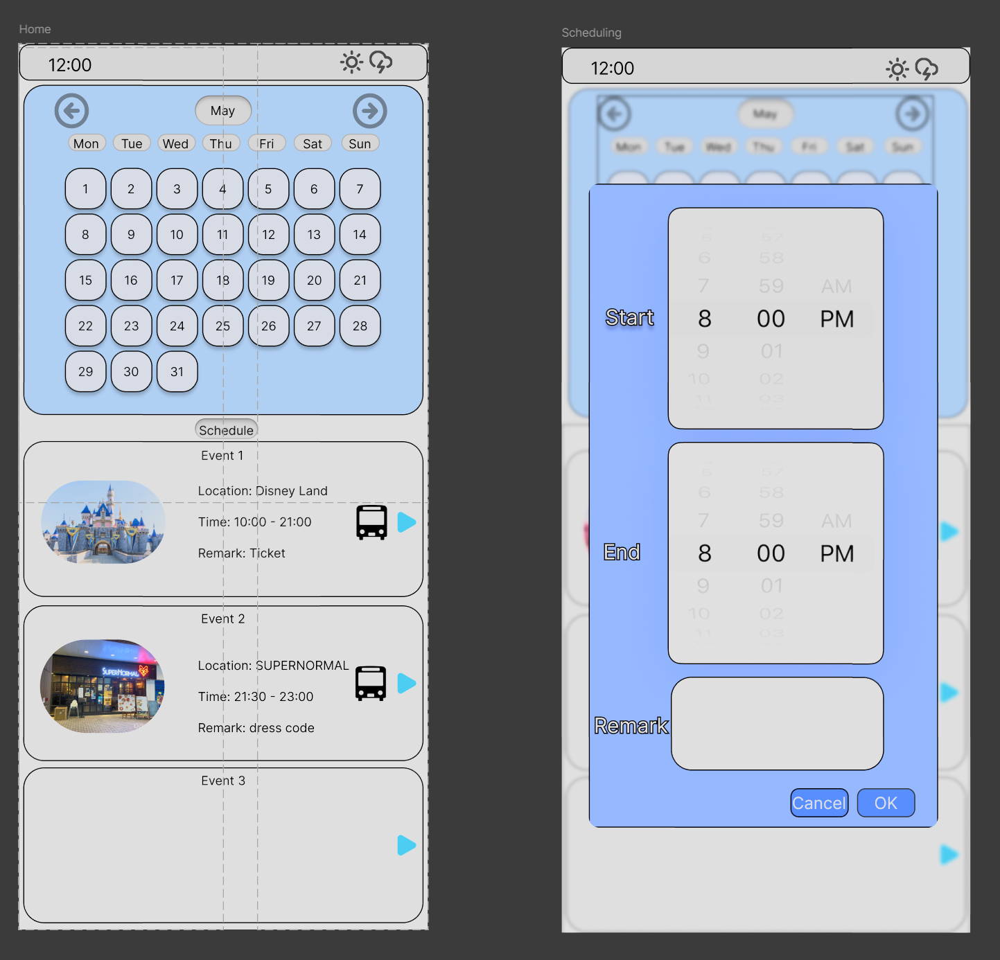 Home
12:00
May
Mon Tue Wed Thu Fri Sat Sun
1 2 3 4 5 6 7
8 9 10 11 12 13 14
15 16 17 18 19 20 21
22 23 24 25 26 27 28
29 30 31
Schedule
Event 1
Location: Disney Land
Time: 10:00 - 21:00
Remark: Ticket
Event 2
SUPERNORMAL
Location: SUPERNORMAL
Time: 21:30 - 23:00
Remark: dress code
Event 3
Scheduling
12:00
May
Mon Tue Wed Thu Fri Sat Sun
Start
5 57
6 58
7 59 AM
8 00 PM
9 01
10 02
11 03
End
5 57
6 58
7 59 AM
8 00 PM
9 01
10 02
11 03
Remark
Cancel OK